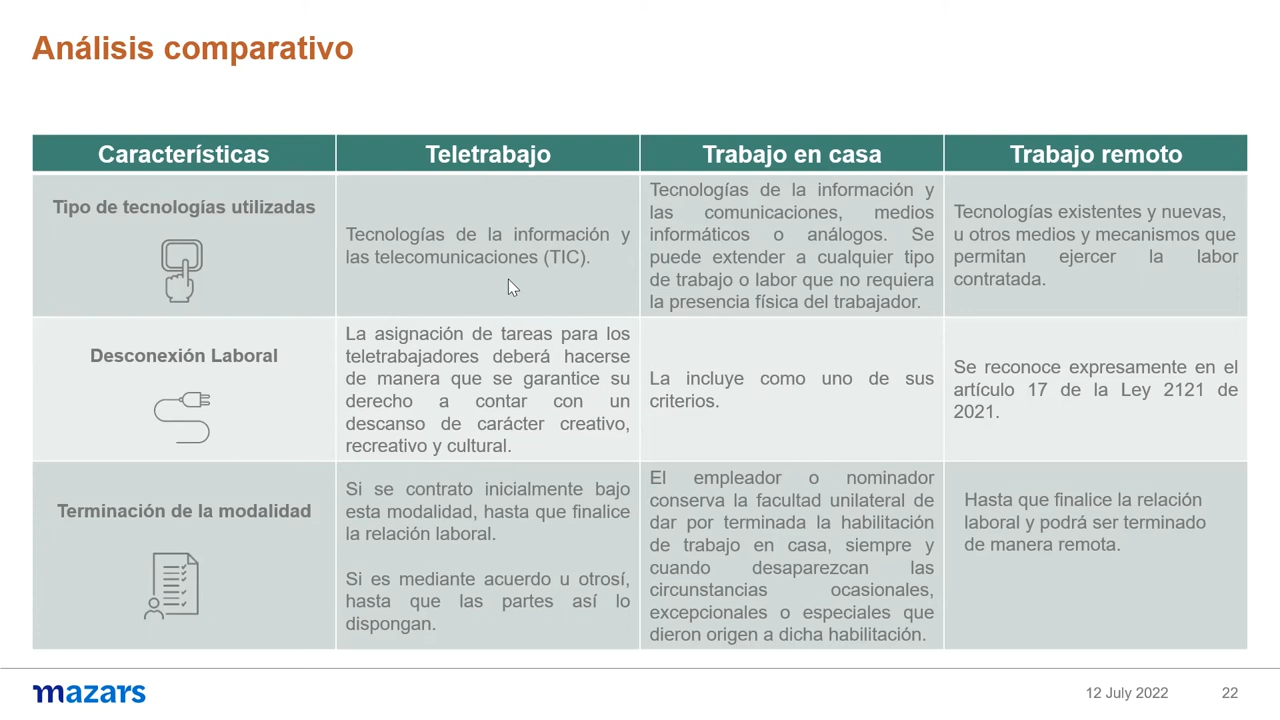 Análisis comparativo
Características
Teletrabajo
Trabajo en casa
Trabajo remoto
Tipo de tecnologías utilizadas
Tecnologías de la información y
las telecomunicaciones (TIC).
Tecnologías de la información y
las comunicaciones, medios
informáticos o análogos. Se
puede extender a cualquier tipo
de trabajo o labor que no requiera
la presencia física del trabajador.
Tecnologías existentes y nuevas,
u otros medios y mecanismos que
permitan ejercer la labor
contratada.
Desconexión Laboral
La asignación de tareas para los
teletrabajadores deberá hacerse
de manera que se garantice su
derecho a contar con un
descanso de carácter creativo,
recreativo y cultural.
La incluye como uno de sus
criterios.
Se reconoce expresamente en el
artículo 17 de la Ley 2121 de
2021.
Terminación de la modalidad
Si se contrato inicialmente bajo
esta modalidad, hasta que finalice
la relación laboral.
Si es mediante acuerdo u otrosí,
hasta que las partes así lo
dispongan.
El empleador o nominador
conserva la facultad unilateral de
dar por terminada la habilitación
de trabajo en casa, siempre y
cuando desaparezcan las
circunstancias ocasionales,
excepcionales o especiales que
dieron origen a dicha habilitación.
Hasta que finalice la relación
laboral y podrá ser terminado
de manera remota.
mazars
12 July 2022
22